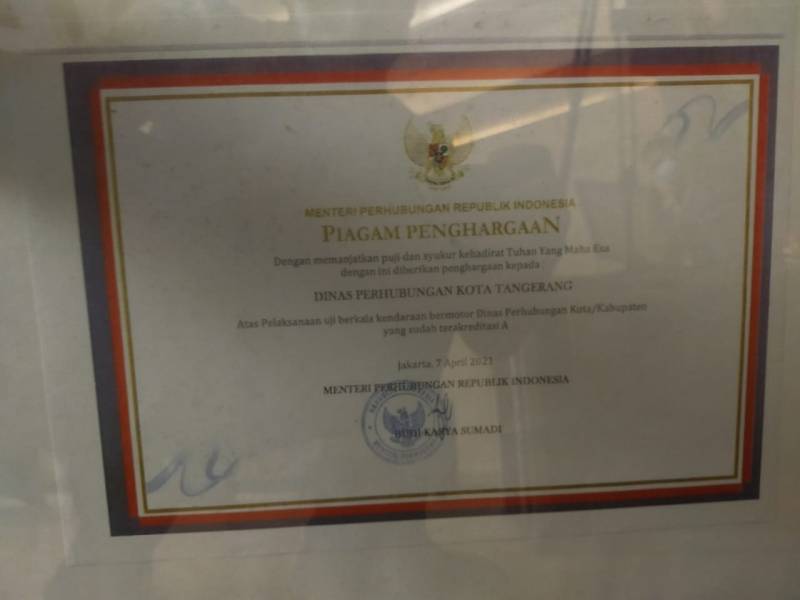 MENTERI PERHUBUNGAN REPUBLIK INDONESIA
PIAGAM PENGHARGAAN
Dengan memanjatkan puji dan syukur kehadirat Tuhan Yang Maha Esa
dengan ini diberikan penghargaan kepada :
DINAS PERHUBUNGAN KOTA TANGERANG
Atas Pelaksanaan uji berkala kendaraan bermotor Dinas Perhubungan Kota/Kabupaten
yang sudah terakreditasi A
Jakarta, 7 April 2021
MENTERI PERHUBUNGAN REPUBLIK INDONESIA
BUDI KARYA SUMADI